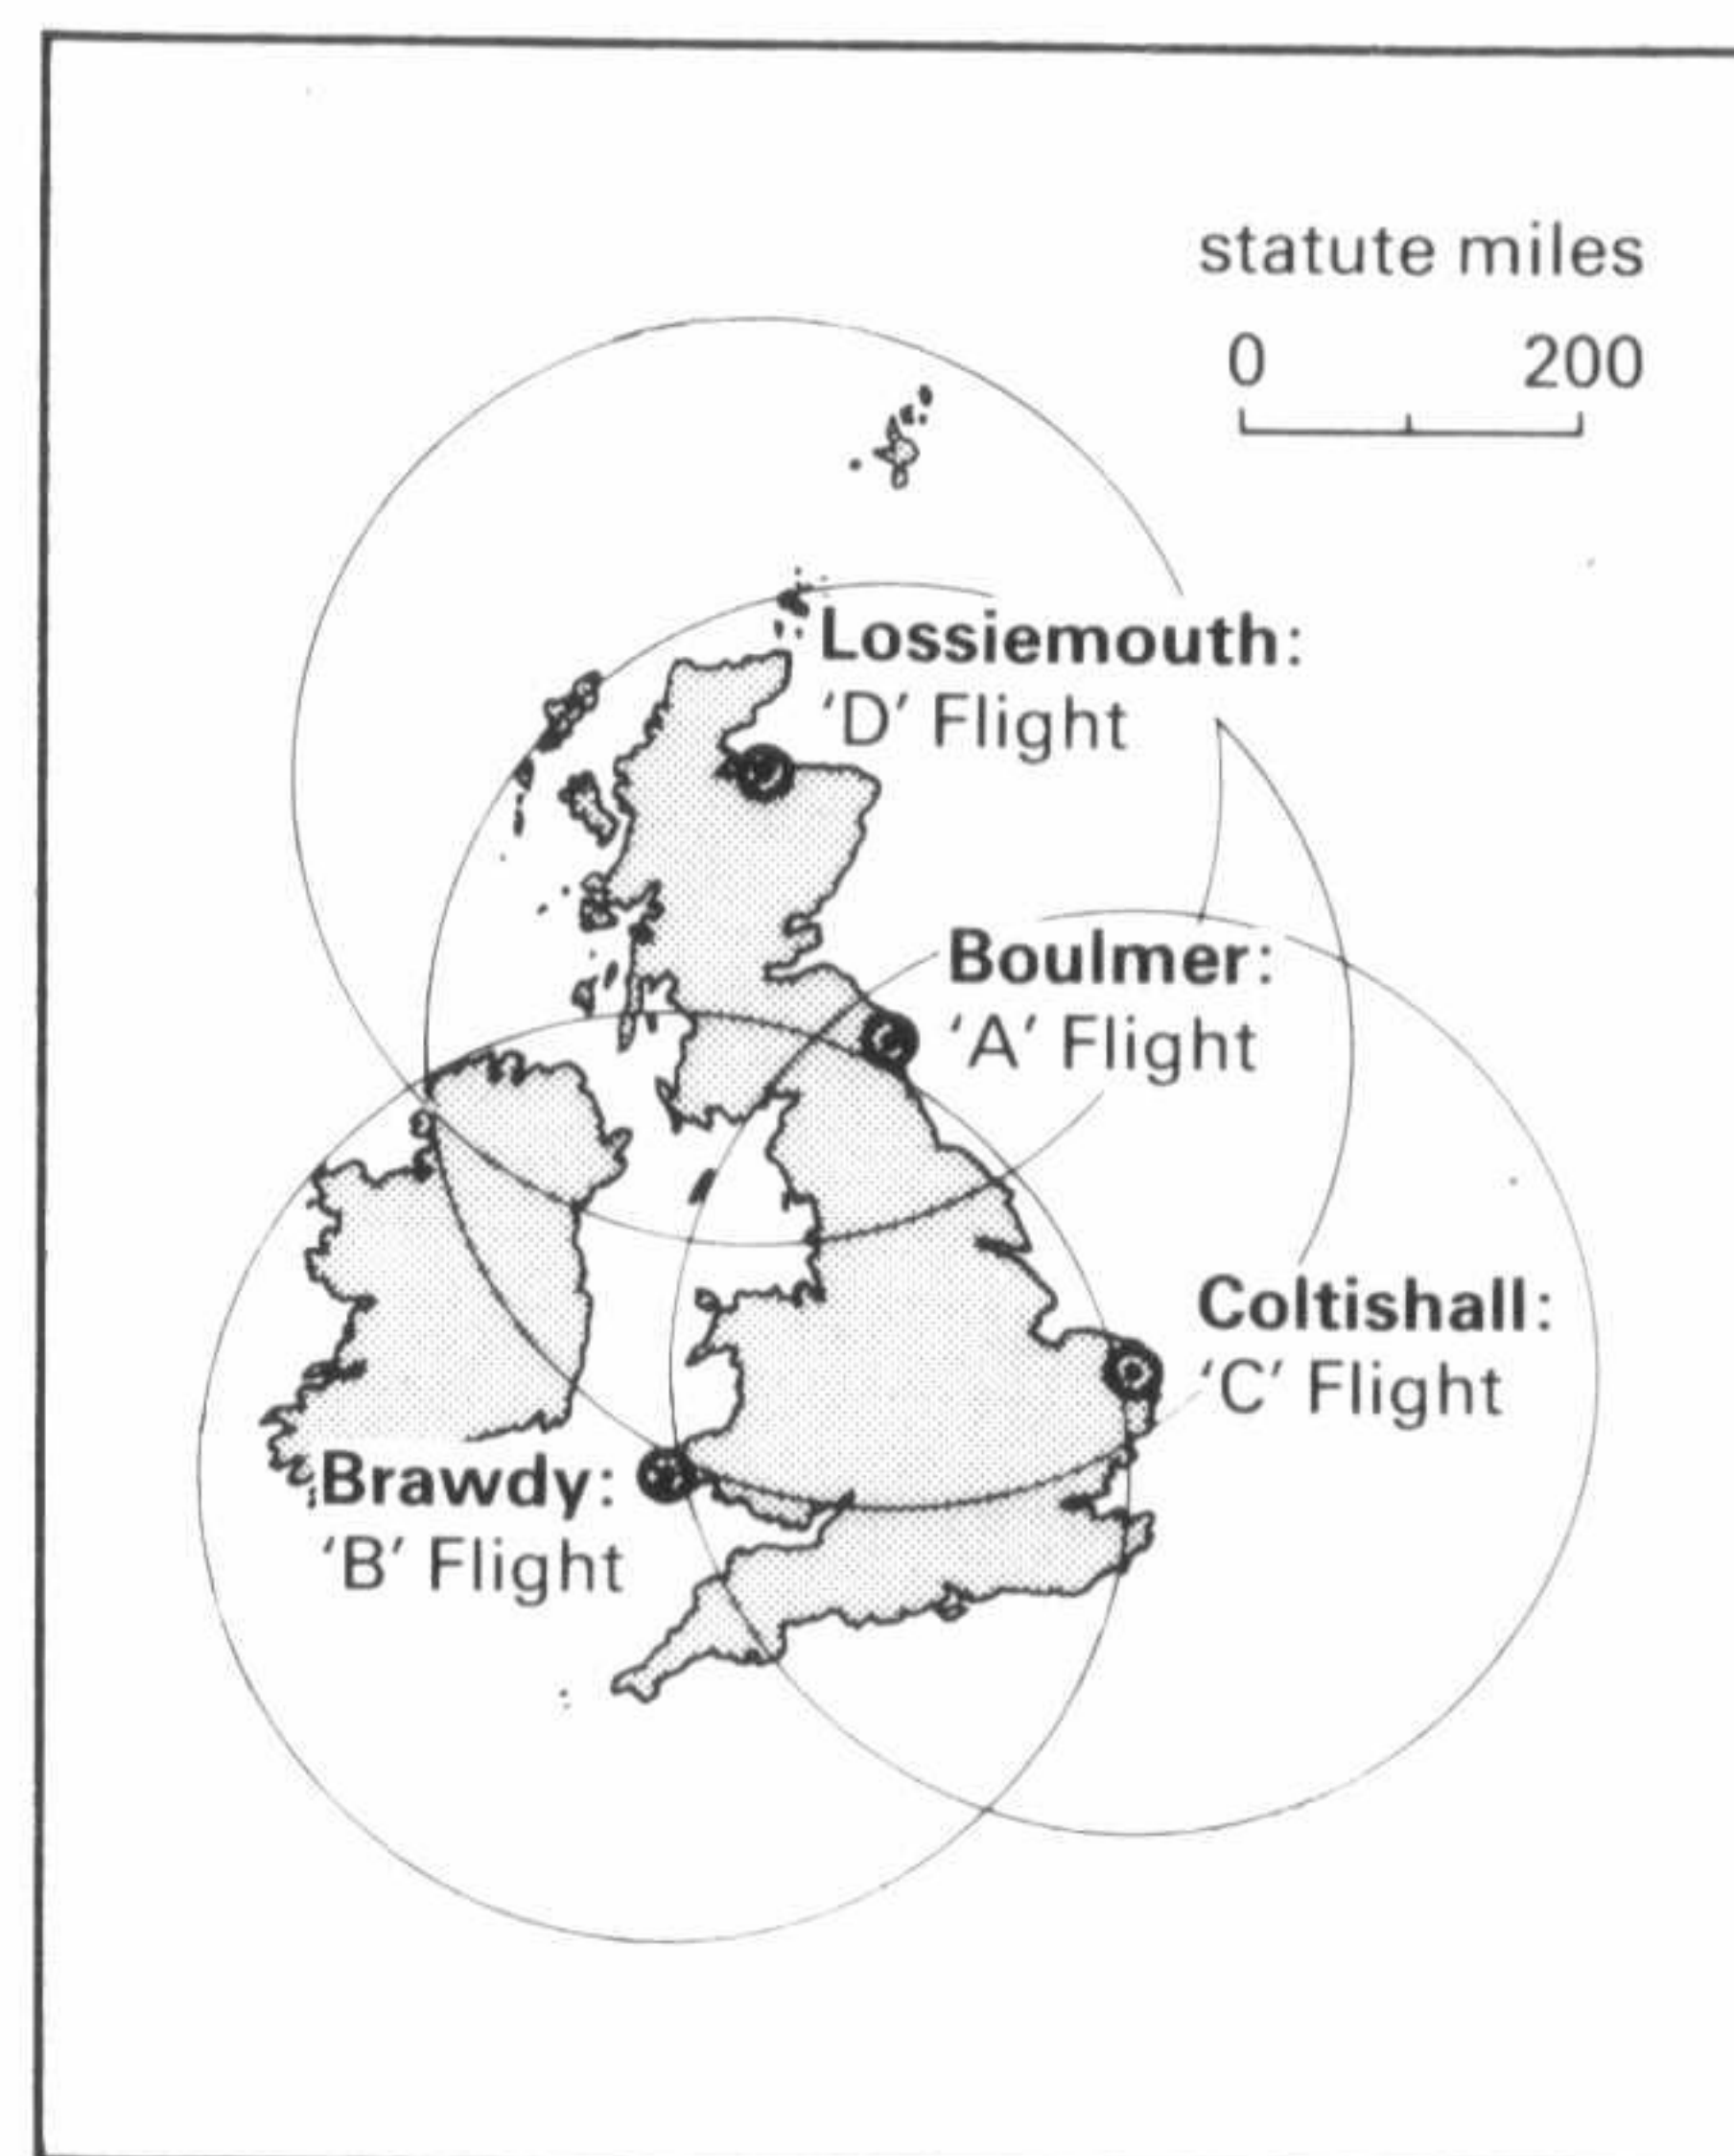 statute miles
0 200
Lossiemouth:
‘D’ Flight
Boulmer:
‘A’ Flight
Coltishall:
‘C’ Flight
Brawdy:
‘B’ Flight